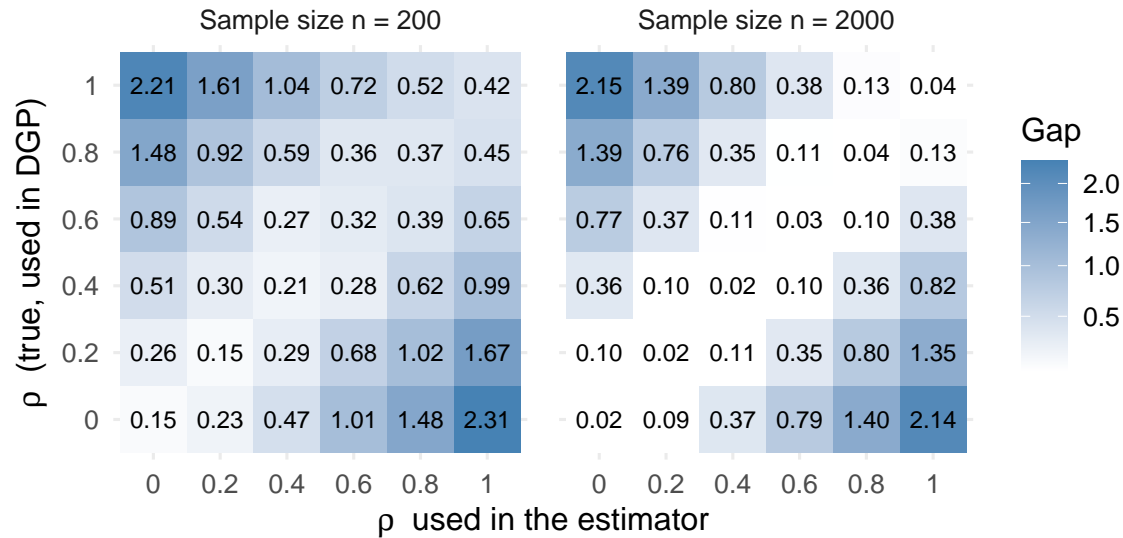 Sample size n = 200
Sample size n = 2000
ρ (true, used in DGP)
1 2.21 1.61 1.04 0.72 0.52 0.42 2.15 1.39 0.80 0.38 0.13 0.04
0.8 1.48 0.92 0.59 0.36 0.37 0.45 1.39 0.76 0.35 0.11 0.04 0.13
0.6 0.89 0.54 0.27 0.32 0.39 0.65 0.77 0.37 0.11 0.03 0.10 0.38
0.4 0.51 0.30 0.21 0.28 0.62 0.99 0.36 0.10 0.02 0.10 0.36 0.82
0.2 0.26 0.15 0.29 0.68 1.02 1.67 0.10 0.02 0.11 0.35 0.80 1.35
0 0.15 0.23 0.47 1.01 1.48 2.31 0.02 0.09 0.37 0.79 1.40 2.14
0 0.2 0.4 0.6 0.8 1 0 0.2 0.4 0.6 0.8 1
ρ used in the estimator
Gap
2.0
1.5
1.0
0.5